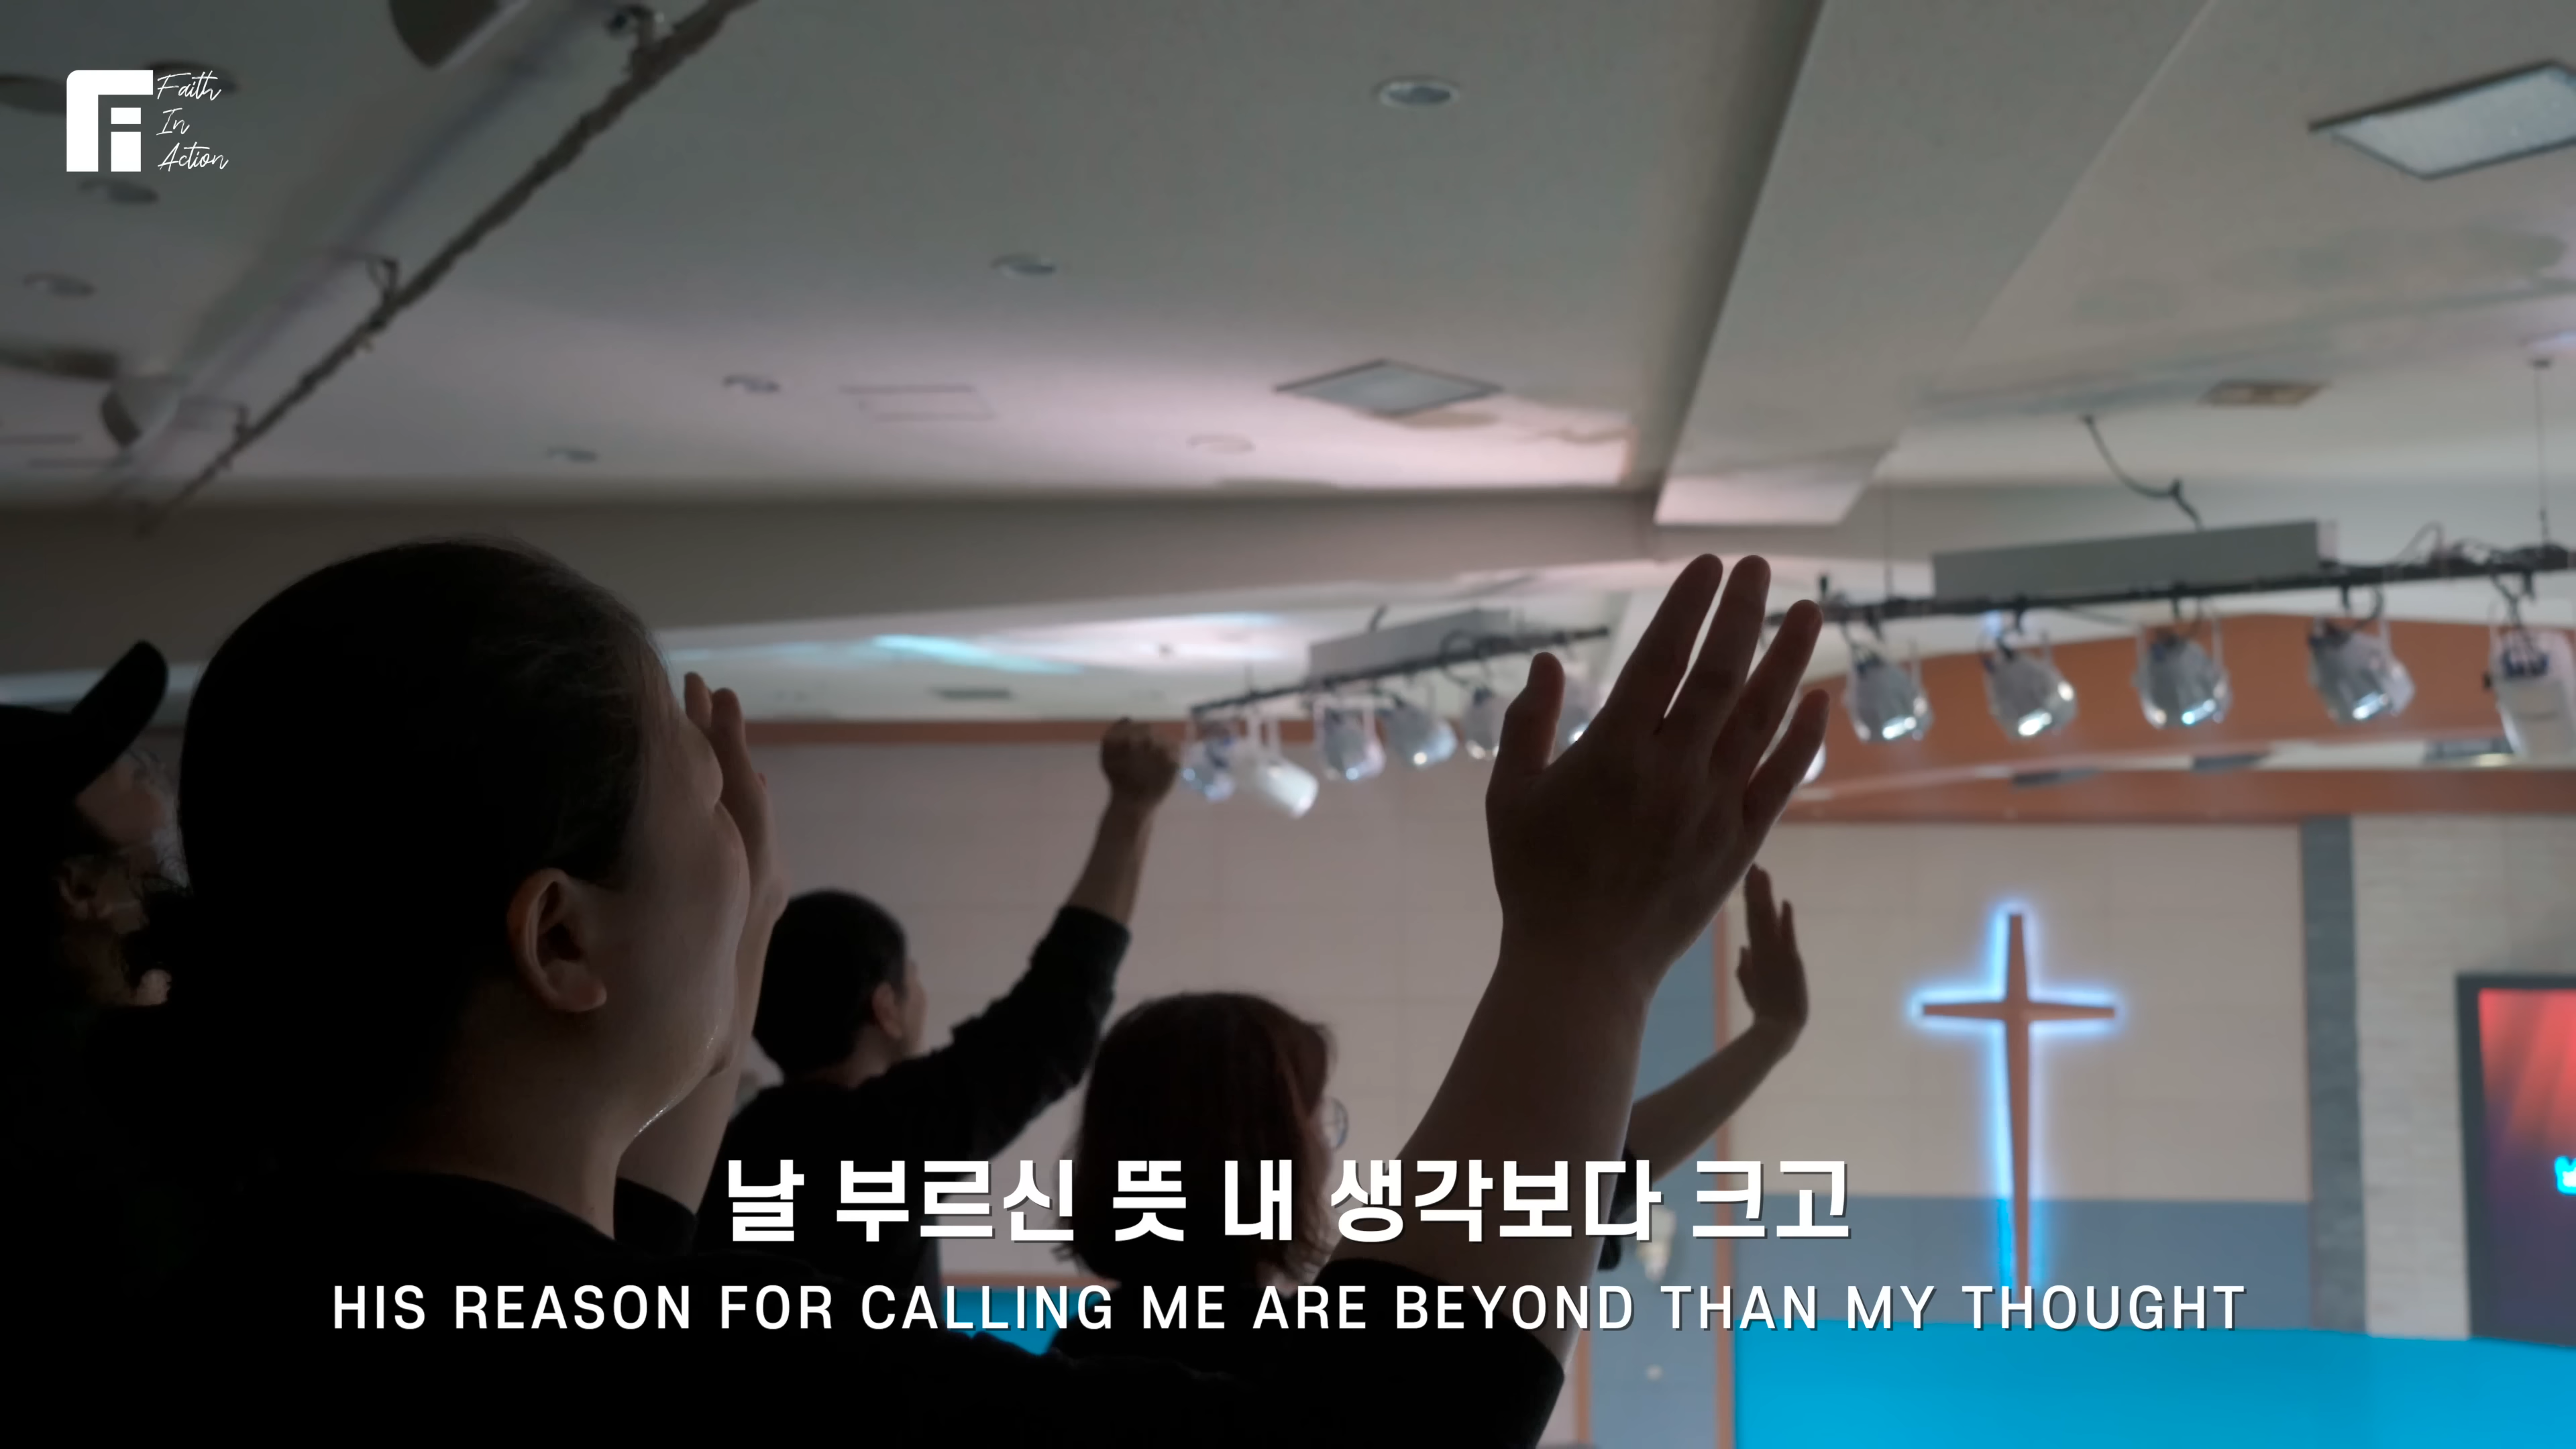 Faith
In
Action
날 부르신 뜻 내 생각보다 크고
HIS REASON FOR CALLING ME ARE BEYOND THAN MY THOUGHT